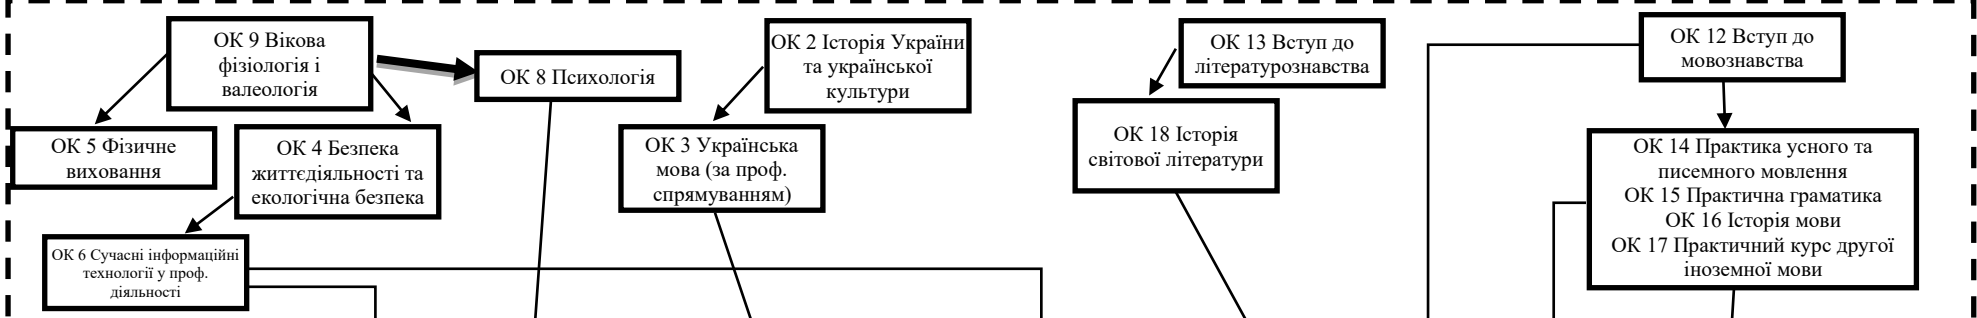 ОК 9 Вікова
фізіологія і
валеологія
ОК 8 Психологія
ОК 2 Історія України
та української
культури
ОК 13 Вступ до
літературознавства
ОК 12 Вступ до
мовознавства
ОК 5 Фізичне
виховання
ОК 4 Безпека
життєдіяльності та
екологічна безпека
ОК 3 Українська
мова (за проф.
спрямуванням)
ОК 18 Історія
світової літератури
ОК 14 Практика усного та
писемного мовлення
ОК 15 Практична граматика
ОК 16 Історія мови
ОК 17 Практичний курс другої
іноземної мови
ОК 6 Сучасні інформаційні
технології у проф.
діяльності